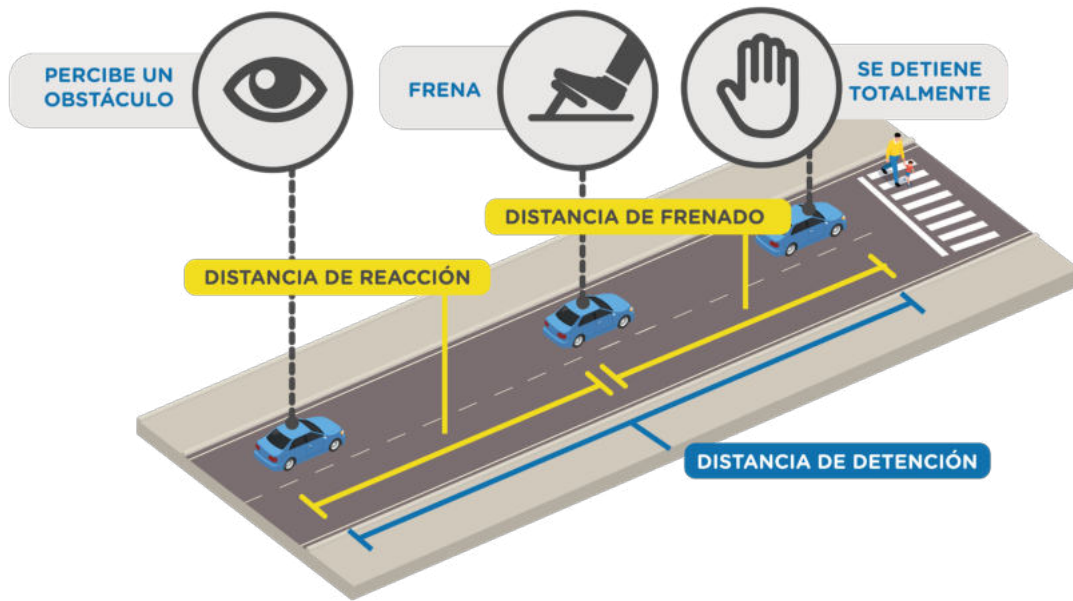 PERCIBE UN
OBSTÁCULO
FRENA
SE DETIENE
TOTALMENTE
DISTANCIA DE FRENADO
DISTANCIA DE REACCIÓN
DISTANCIA DE DETENCIÓN